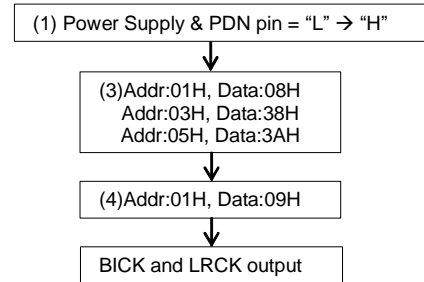 (1) Power Supply & PDN pin = “L” → “H”
(3)Addr:01H, Data:08H
Addr:03H, Data:38H
Addr:05H, Data:3AH
(4)Addr:01H, Data:09H
BICK and LRCK output